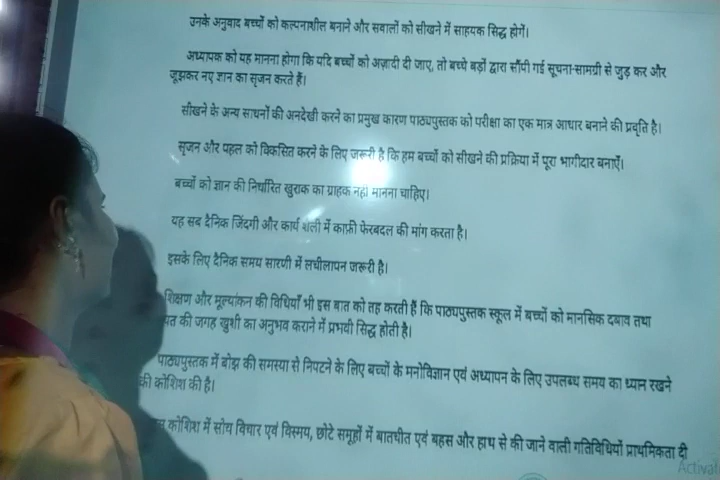 उनके अनुवाद बच्चों को कल्पनाशील बनाने और सवालों को सीखने में सहायक सिद्ध होगें।
अध्यापक को यह मानना होगा कि यदि बच्चों को अज़ादी दी जाए, तो बच्चे बड़ों द्वारा सौंपी गई सूचना-सामग्री से जुड़ कर और
जूझकर नए ज्ञान का सृजन करते हैं।
सीखने के अन्य साधनों की अनदेखी करने का प्रमुख कारण पाठ्यपुस्तक को परीक्षा का एक मात्र आधार बनाने की प्रवृति है।
सृजन और पहल को विकसित करने के लिए जरूरी है कि हम बच्चों को सीखने की प्रक्रिया में पूरा भागीदार बनाएँ।
बच्चों को ज्ञान की निर्धारित खुराक का ग्राहक नहीं मानना चाहिए।
यह सब दैनिक जिंदगी और कार्य शैली में काफ़ी फेरबदल की मांग करता है।
इसके लिए दैनिक समय सारणी में लचीलापन जरूरी है।
शिक्षण और मूल्यांकन की विधियाँ भी इस बात को तह करती हैं कि पाठ्यपुस्तक स्कूल में बच्चों को मानसिक दबाव तथा
की जगह खुशी का अनुभव कराने में प्रभवी सिद्ध होती है।
पाठ्यपुस्तक में बोझ की समस्या से निपटने के लिए बच्चों के मनोविज्ञान एवं अध्यापन के लिए उपलब्ध समय का ध्यान रखने
की कोशिश की है।
कोशिश में सोच विचार एवं विस्मय, छोटे समूहों में बातचीत एवं बहस और हाथ से की जाने वाली गतिविधियों प्राथमिकता दी
Activat